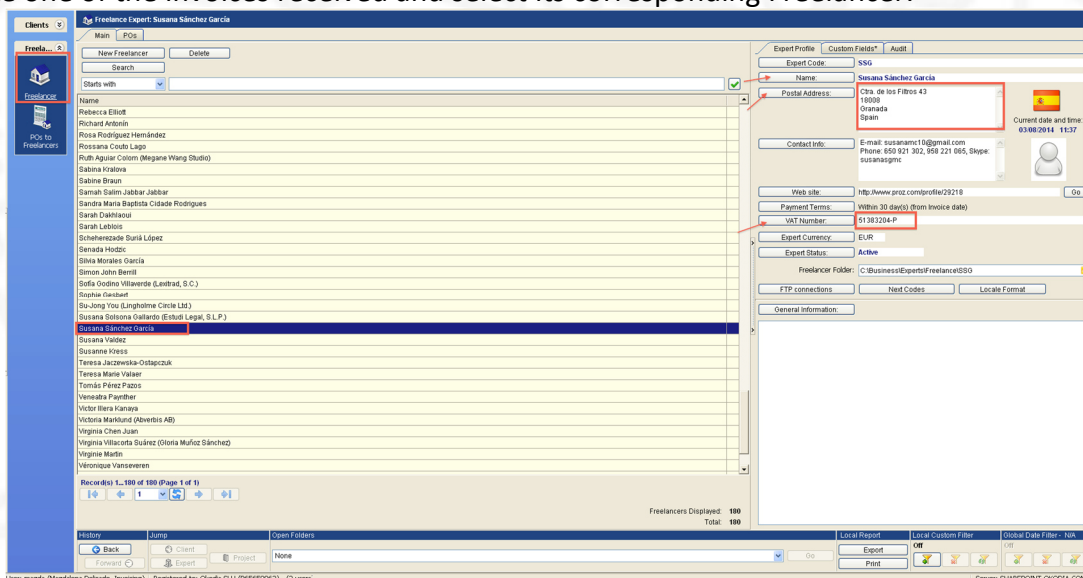 one of the invoices received and select its corresponding Freelancer.
Clients
Freela...
Freelancer
POs to
Freelancers
Freelance Expert: Susana Sánchez García
Main POs
New Freelancer Delete
Search
Starts with
Name
Rebecca Elliott
Richard Antonín
Rosa Rodríguez Hernández
Rossana Couto Lago
Ruth Aguiar Colom (Megane Wang Studio)
Sabina Kralova
Sabine Braun
Samah Salim Jabbar Jabbar
Sandra Maria Baptista Cidade Rodrigues
Sarah Dakhlaoui
Sarah Leblois
Scheherezade Suriá López
Senada Hodzic
Silvia Morales García
Simon John Berrill
Sofía Godino Villaverde (Lexitrad, S.C.)
Sophie Gesbert
Su-Jong You (Lingholme Circle Ltd.)
Susana Solsona Gallardo (Estudi Legal, S.L.P.)
Susana Sánchez García
Susana Valdez
Susanne Kress
Teresa Jaczewska-Ostapczuk
Teresa Marie Valaer
Tomás Pérez Pazos
Veneatra Paynther
Victor Illera Kanaya
Victoria Marklund (Abverbis AB)
Virginia Chen Juan
Virginia Villacorta Suárez (Gloria Muñoz Sánchez)
Virginie Martin
Véronique Vanseveren
Record(s) 1...180 of 180 (Page 1 of 1)
1
Freelancers Displayed: 180
Total: 180
Expert Profile Custom Fields* Audit
Expert Code: SSG
Name: Susana Sánchez García
Postal Address: Ctra. de los Filtros 43
18008
Granada
Spain
Current date and time:
03/08/2014 11:37
Contact Info: E-mail: susanamc10@gmail.com
Phone: 650 921 302, 958 221 065, Skype:
susanasgmc
Web site: http://www.proz.com/profile/29218 Go
Payment Terms: Within 30 day(s) (from Invoice date)
VAT Number: 51383204-P
Expert Currency: EUR
Expert Status: Active
Freelancer Folder: C:\Business\Experts\Freelance\SSG
FTP connections Next Codes Locale Format
General Information:
History Jump Open Folders Local Report Local Custom Filter Global Date Filter - N/A
Back Client Project None Go Export Off Off
Forward Expert Print